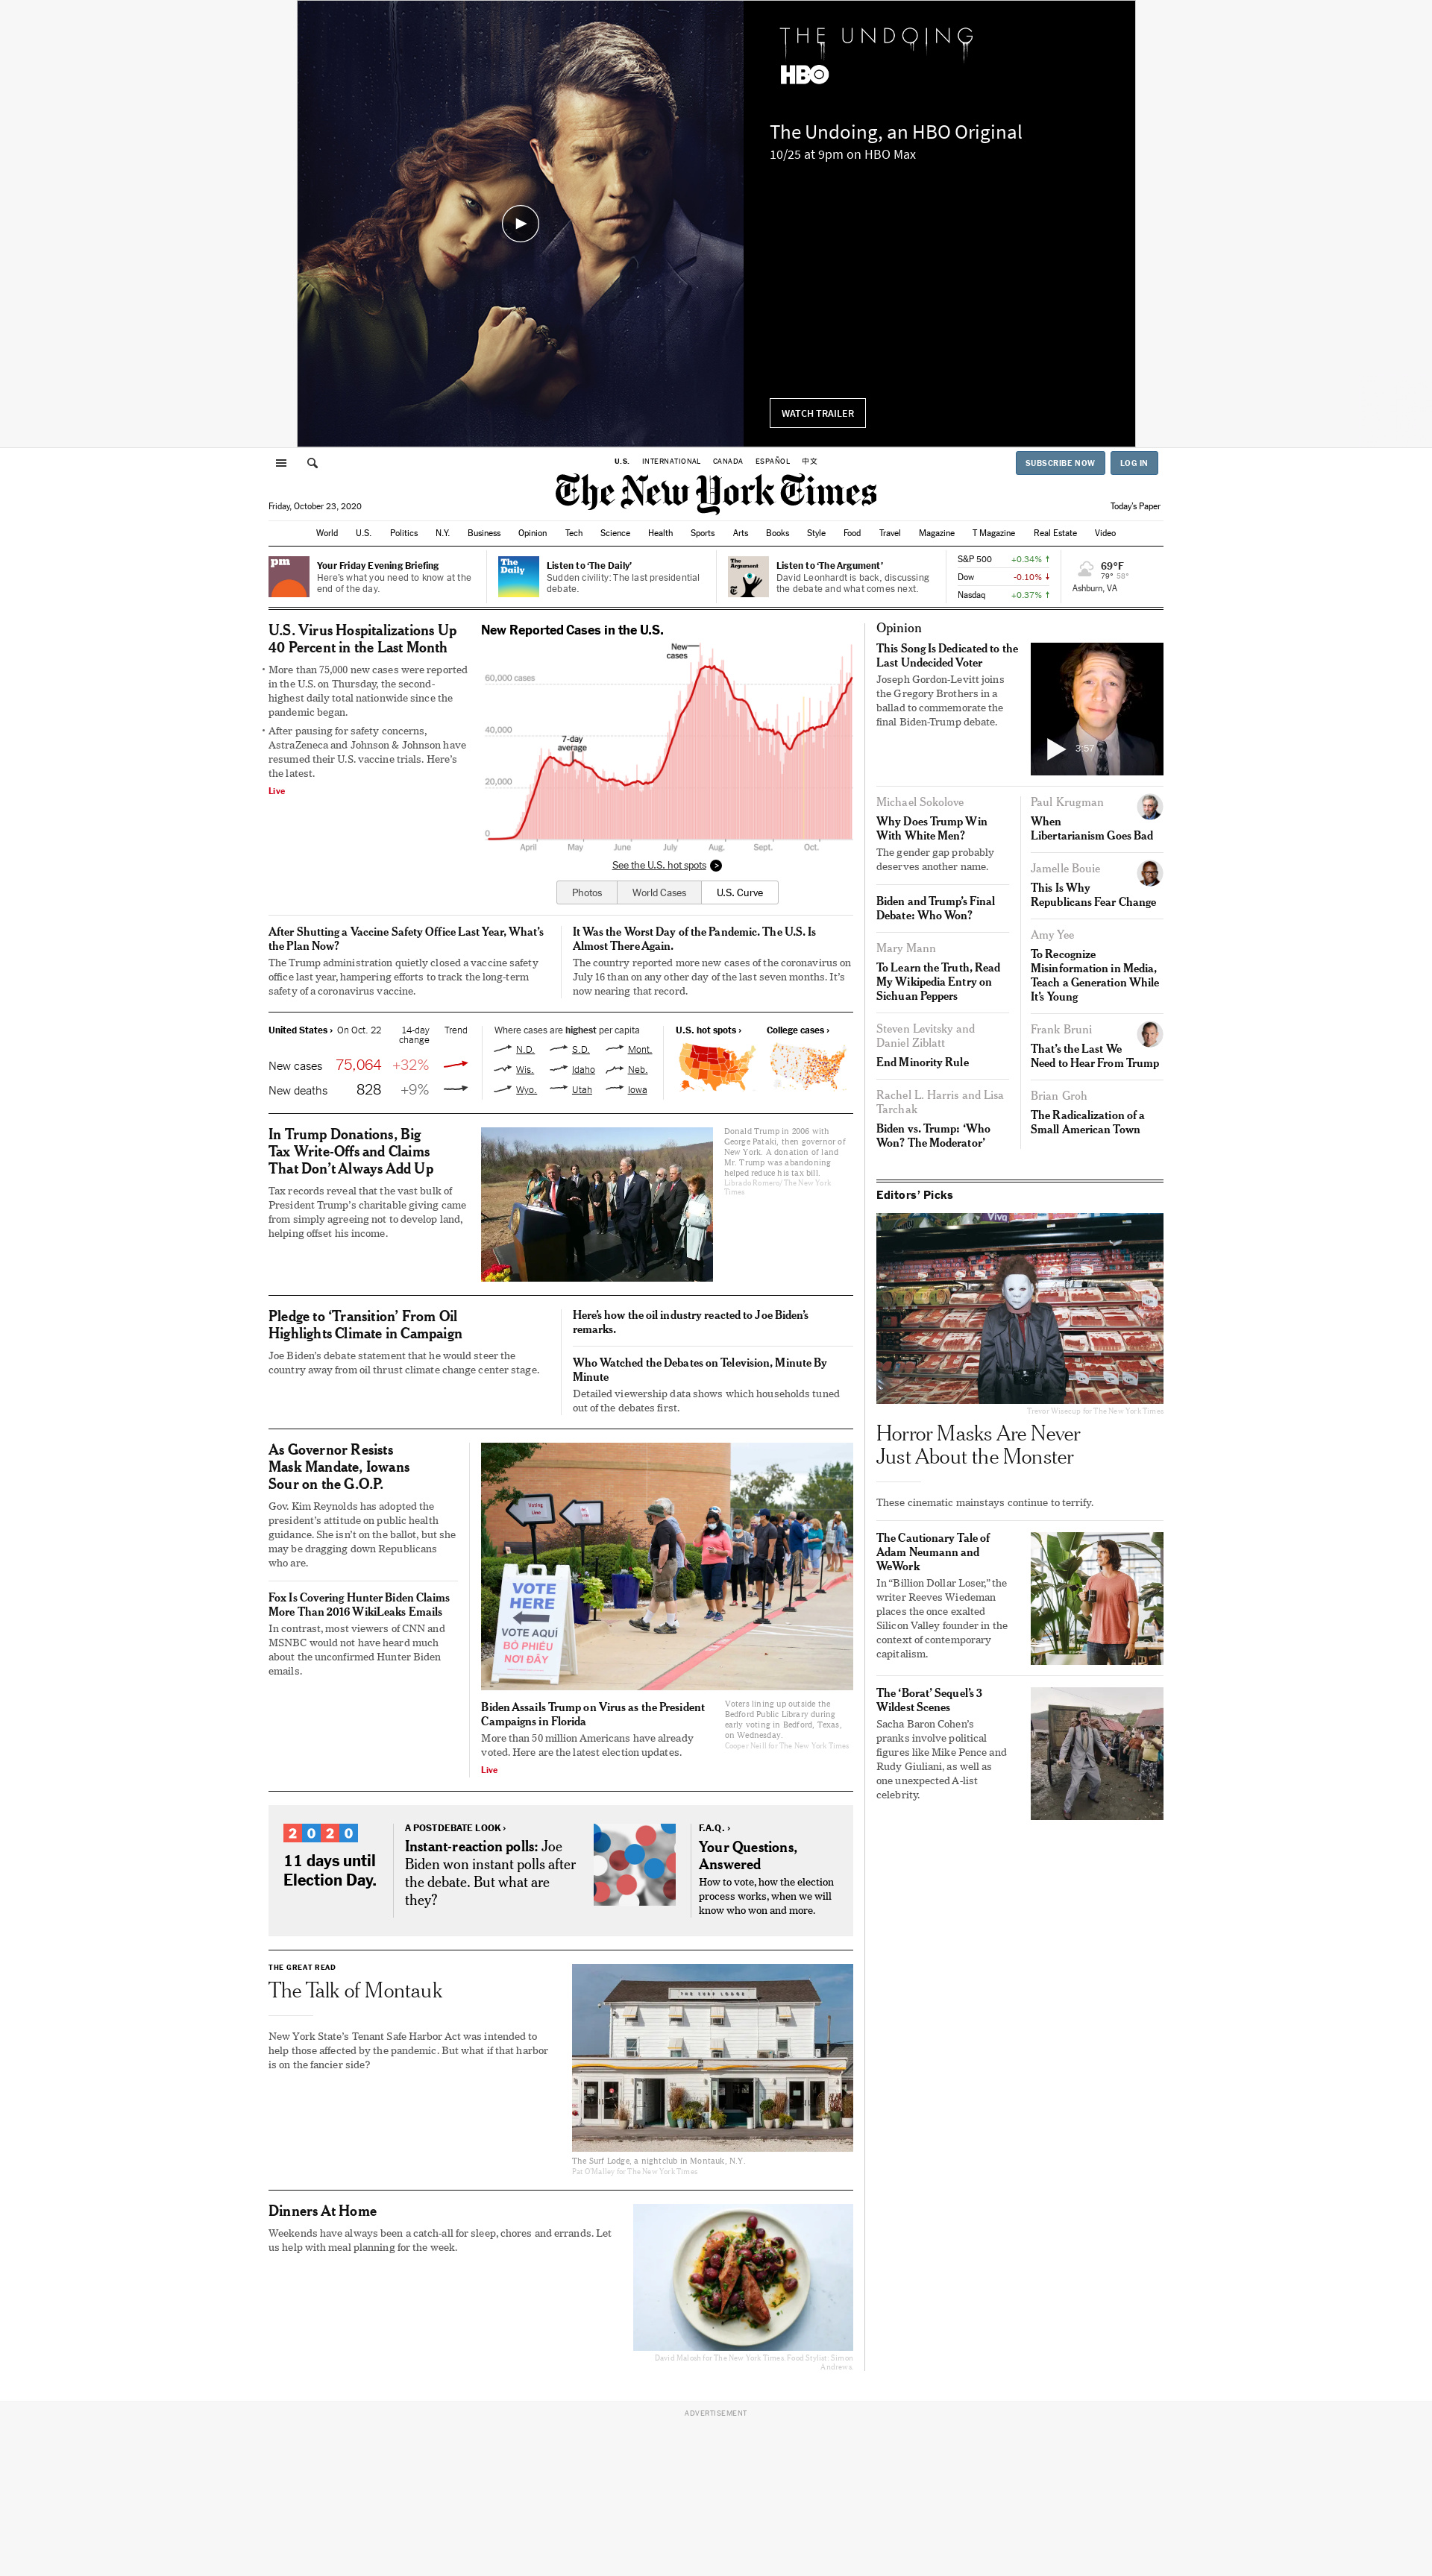 THE UNDOING
HBO
The Undoing, an HBO Original
10/25 at 9pm on HBO Max
WATCH TRAILER
U.S. INTERNATIONAL CANADA ESPAÑOL 中文
SUBSCRIBE NOW LOG IN
The New York Times
Friday, October 23, 2020
Today's Paper
World U.S. Politics N.Y. Business Opinion Tech Science Health Sports Arts Books Style Food Travel Magazine T Magazine Real Estate Video
pm
Your Friday Evening Briefing
Here's what you need to know at the
end of the day.
The
Daily
Listen to 'The Daily'
Sudden civility: The last presidential
debate.
The
Argument
Listen to 'The Argument'
David Leonhardt is back, discussing
the debate and what comes next.
S&P 500 +0.34% ↑
Dow -0.10% ↓
Nasdaq +0.37% ↑
69°F
79° 58°
Ashburn, VA
U.S. Virus Hospitalizations Up
40 Percent in the Last Month
• More than 75,000 new cases were reported
in the U.S. on Thursday, the second-
highest daily total nationwide since the
pandemic began.
• After pausing for safety concerns,
AstraZeneca and Johnson & Johnson have
resumed their U.S. vaccine trials. Here's
the latest.
Live
New Reported Cases in the U.S.
New
cases
60,000 cases
40,000
7-day
average
20,000
0
April May June July Aug. Sept. Oct.
See the U.S. hot spots >
Photos World Cases U.S. Curve
After Shutting a Vaccine Safety Office Last Year, What's
the Plan Now?
The Trump administration quietly closed a vaccine safety
office last year, hampering efforts to track the long-term
safety of a coronavirus vaccine.
It Was the Worst Day of the Pandemic. The U.S. Is
Almost There Again.
The country reported more new cases of the coronavirus on
July 16 than on any other day of the last seven months. It's
now nearing that record.
United States › On Oct. 22 14-day
change Trend
New cases 75,064 +32%
New deaths 828 +9%
Where cases are highest per capita
N.D. S.D. Mont.
Wis. Idaho Neb.
Wyo. Utah Iowa
U.S. hot spots › College cases ›
In Trump Donations, Big
Tax Write-Offs and Claims
That Don't Always Add Up
Tax records reveal that the vast bulk of
President Trump's charitable giving came
from simply agreeing not to develop land,
helping offset his income.
Donald Trump in 2006 with
George Pataki, then governor of
New York. A donation of land
Mr. Trump was abandoning
helped reduce his tax bill.
Librado Romero/The New York
Times
Pledge to 'Transition' From Oil
Highlights Climate in Campaign
Joe Biden's debate statement that he would steer the
country away from oil thrust climate change center stage.
Here's how the oil industry reacted to Joe Biden's
remarks.
Who Watched the Debates on Television, Minute By
Minute
Detailed viewership data shows which households tuned
out of the debates first.
As Governor Resists
Mask Mandate, Iowans
Sour on the G.O.P.
Gov. Kim Reynolds has adopted the
president's attitude on public health
guidance. She isn't on the ballot, but she
may be dragging down Republicans
who are.
Fox Is Covering Hunter Biden Claims
More Than 2016 WikiLeaks Emails
In contrast, most viewers of CNN and
MSNBC would not have heard much
about the unconfirmed Hunter Biden
emails.
Voting
Line
VOTE
HERE
VOTE AQUÍ
BỎ PHIẾU
NƠI ĐÂY
Biden Assails Trump on Virus as the President
Campaigns in Florida
More than 50 million Americans have already
voted. Here are the latest election updates.
Live
Voters lining up outside the
Bedford Public Library during
early voting in Bedford, Texas,
on Wednesday.
Cooper Neill for The New York Times
2020
11 days until
Election Day.
A POSTDEBATE LOOK ›
Instant-reaction polls: Joe
Biden won instant polls after
the debate. But what are
they?
F.A.Q. ›
Your Questions,
Answered
How to vote, how the election
process works, when we will
know who won and more.
THE GREAT READ
The Talk of Montauk
New York State's Tenant Safe Harbor Act was intended to
help those affected by the pandemic. But what if that harbor
is on the fancier side?
THE SURF LODGE
The Surf Lodge, a nightclub in Montauk, N.Y.
Pat O'Malley for The New York Times
Dinners At Home
Weekends have always been a catch-all for sleep, chores and errands. Let
us help with meal planning for the week.
David Malosh for The New York Times. Food Stylist: Simon
Andrews.
Opinion
This Song Is Dedicated to the
Last Undecided Voter
Joseph Gordon-Levitt joins
the Gregory Brothers in a
ballad to commemorate the
final Biden-Trump debate.
3:57
Michael Sokolove
Why Does Trump Win
With White Men?
The gender gap probably
deserves another name.
Biden and Trump's Final
Debate: Who Won?
Mary Mann
To Learn the Truth, Read
My Wikipedia Entry on
Sichuan Peppers
Steven Levitsky and
Daniel Ziblatt
End Minority Rule
Rachel L. Harris and Lisa
Tarchak
Biden vs. Trump: 'Who
Won? The Moderator'
Paul Krugman
When
Libertarianism Goes Bad
Jamelle Bouie
This Is Why
Republicans Fear Change
Amy Yee
To Recognize
Misinformation in Media,
Teach a Generation While
It's Young
Frank Bruni
That's the Last We
Need to Hear From Trump
Brian Groh
The Radicalization of a
Small American Town
Editors' Picks
Viva
Trevor Wisecup for The New York Times
Horror Masks Are Never
Just About the Monster
These cinematic mainstays continue to terrify.
The Cautionary Tale of
Adam Neumann and
WeWork
In “Billion Dollar Loser,” the
writer Reeves Wiedeman
places the once exalted
Silicon Valley founder in the
context of contemporary
capitalism.
The 'Borat' Sequel's 3
Wildest Scenes
Sacha Baron Cohen's
pranks involve political
figures like Mike Pence and
Rudy Giuliani, as well as
one unexpected A-list
celebrity.
ADVERTISEMENT